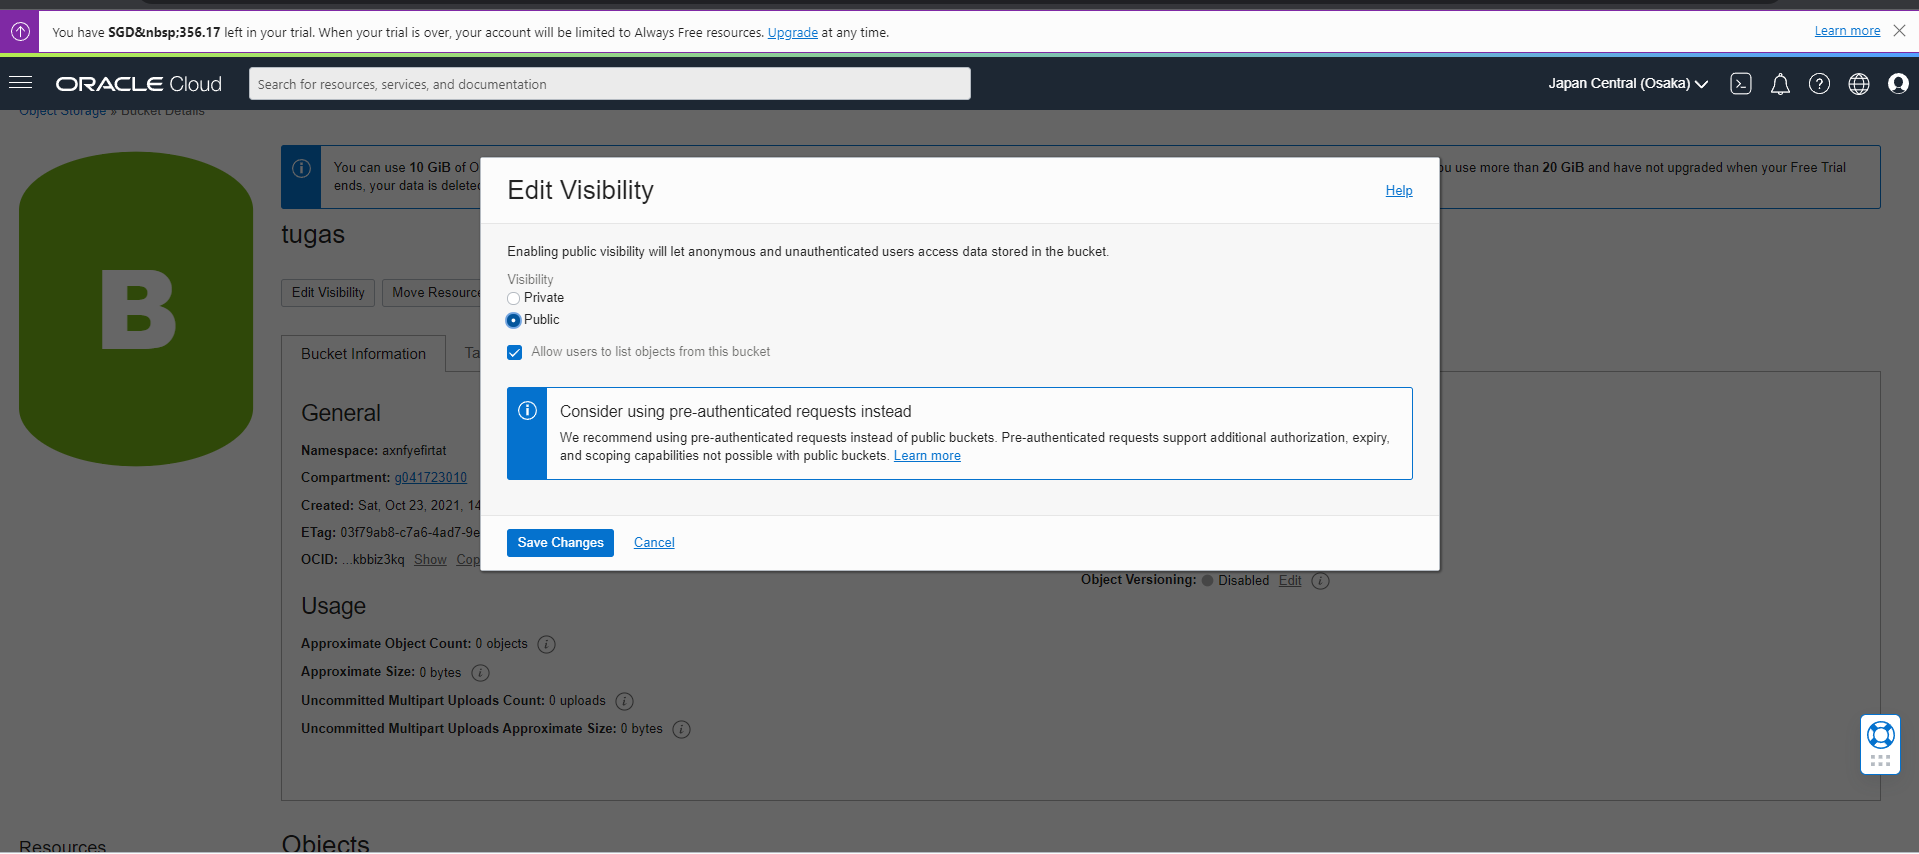 You have SGD&nbsp;356.17 left in your trial. When your trial is over, your account will be limited to Always Free resources. Upgrade at any time.
Learn more
ORACLE Cloud
Search for resources, services, and documentation
Japan Central (Osaka)
Object Storage » Bucket Details
B
You can use 10 GiB of O
u use more than 20 GiB and have not upgraded when your Free Trial
ends, your data is deleted
tugas
Edit Visibility
Move Resource
Bucket Information
Ta
General
Namespace: axnfyefirtat
Compartment: g041723010
Created: Sat, Oct 23, 2021, 14
ETag: 03f79ab8-c7a6-4ad7-9e
OCID: ...kbbiz3kq Show Cop
Object Versioning: Disabled Edit
Usage
Approximate Object Count: 0 objects
Approximate Size: 0 bytes
Uncommitted Multipart Uploads Count: 0 uploads
Uncommitted Multipart Uploads Approximate Size: 0 bytes
Edit Visibility
Help
Enabling public visibility will let anonymous and unauthenticated users access data stored in the bucket.
Visibility
Private
Public
Allow users to list objects from this bucket
Consider using pre-authenticated requests instead
We recommend using pre-authenticated requests instead of public buckets. Pre-authenticated requests support additional authorization, expiry,
and scoping capabilities not possible with public buckets. Learn more
Save Changes
Cancel
Resources
Objects